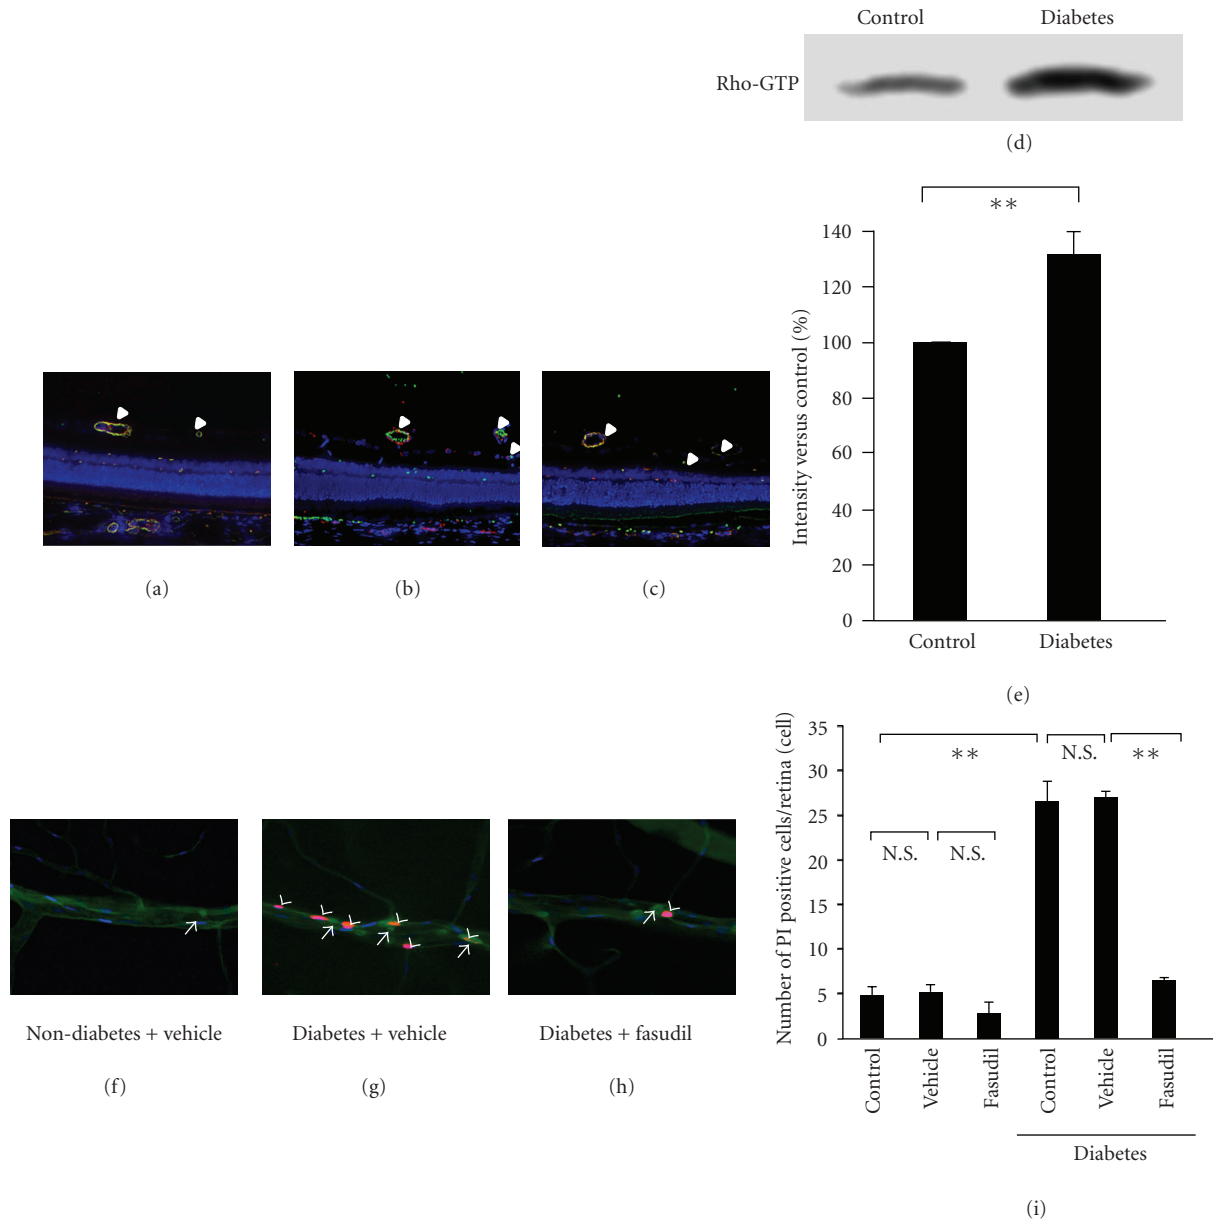 Control Diabetes
Rho-GTP
(d)
**
140
120
100
80
60
40
20
0
Intensity versus control (%)
Control Diabetes
(e)
(a) (b) (c)
Non-diabetes + vehicle Diabetes + vehicle Diabetes + fasudil
(f) (g) (h)
35
30
25
20
15
10
5
0
Number of PI positive cells/retina (cell)
** N.S. **
N.S. N.S.
Control Vehicle Fasudil Control Vehicle Fasudil
Diabetes
(i)